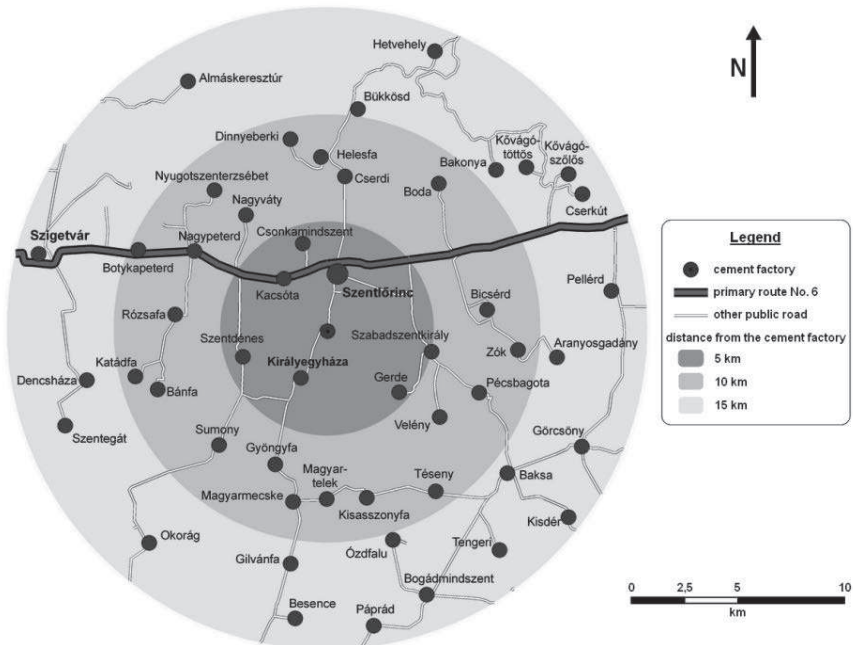 Hetvehely
N
Almáskeresztúr
Bükkösd
Dinnyeberki
Helesfa
Kővágó-
töttös
Kővágó-
szőlős
Bakonya
Nyugotszenterzsébet
Cserdi
Boda
Nagyváty
Cserkút
Csonkamindszent
Szigetvár
Nagypeterd
Botykapeterd
Szentlőrinc
Kacsóta
Pellérd
Bicsérd
Rózsafa
Szabadszentkirály
Szentdénes
Zók
Aranyosgadány
Katádfa
Királyegyháza
Dencsháza
Bánfa
Gerde
Pécsbagota
Szentegát
Velény
Sumony
Görcsöny
Gyöngyfa
Magyar-
telek
Téseny
Baksa
Magyarmecske
Kisasszonyfa
Kisdér
Okorág
Ózdfalu
Tengeri
Gilvánfa
Bogádmindszent
Besence
Páprád
Legend
cement factory
primary route No. 6
other public road
distance from the cement factory
5 km
10 km
15 km
0 2,5 5 10
km